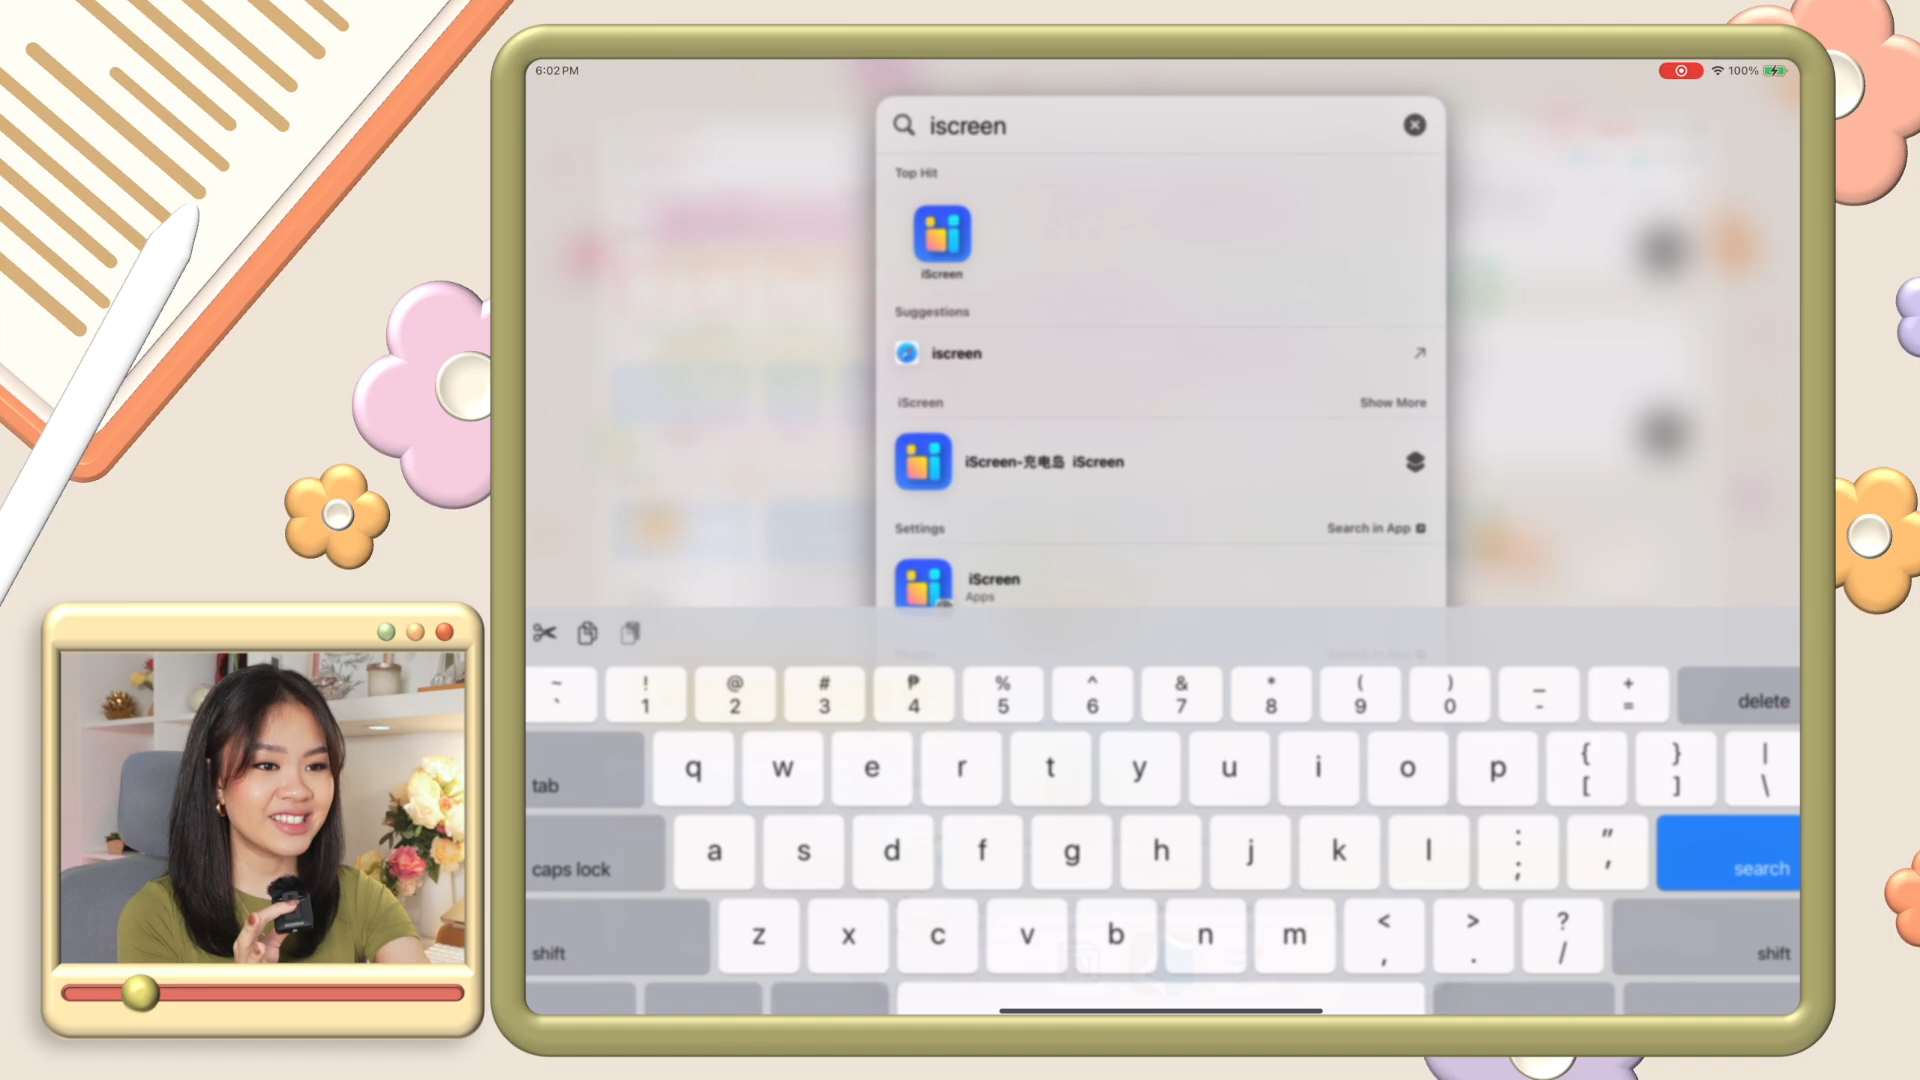 6:02 PM
100%
iscreen
Top Hit
iScreen
Suggestions
iscreen
iScreen
Show More
iScreen-充电岛 iScreen
Settings
Search in App
iScreen
Apps
~ ! @ # ₱ % ^ & * ( ) _ +
` 1 2 3 4 5 6 7 8 9 0 - = delete
tab q w e r t y u i o p { [ } ] | \
caps lock a s d f g h j k l : ; " ' search
shift z x c v b n m < , > . ? / shift